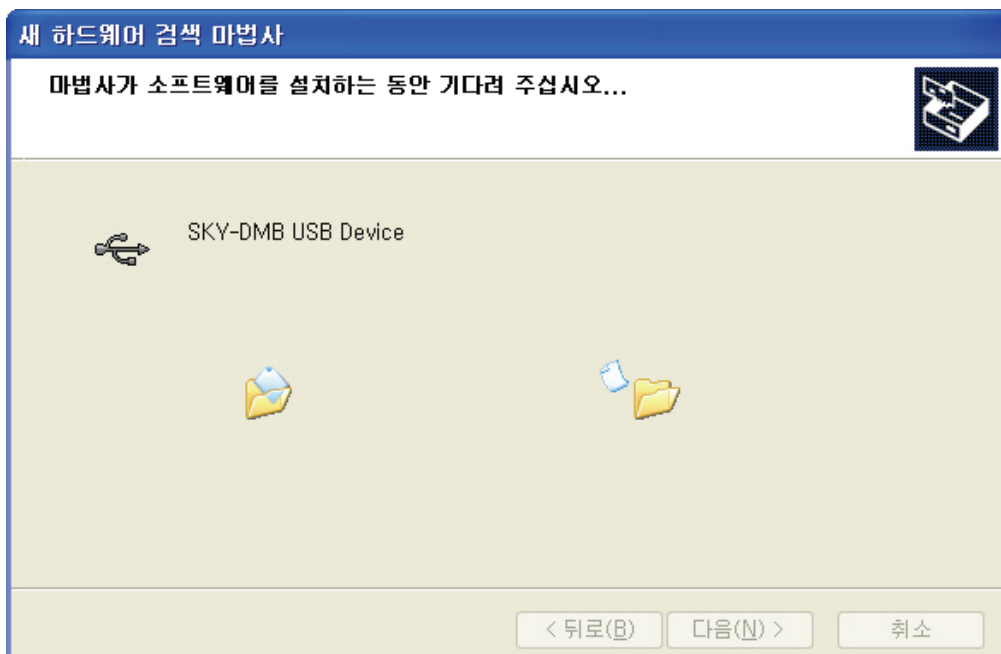 새 하드웨어 검색 마법사
마법사가 소프트웨어를 설치하는 동안 기다려 주십시오...
SKY-DMB USB Device
< 뒤로(B) 다음(N) > 취소